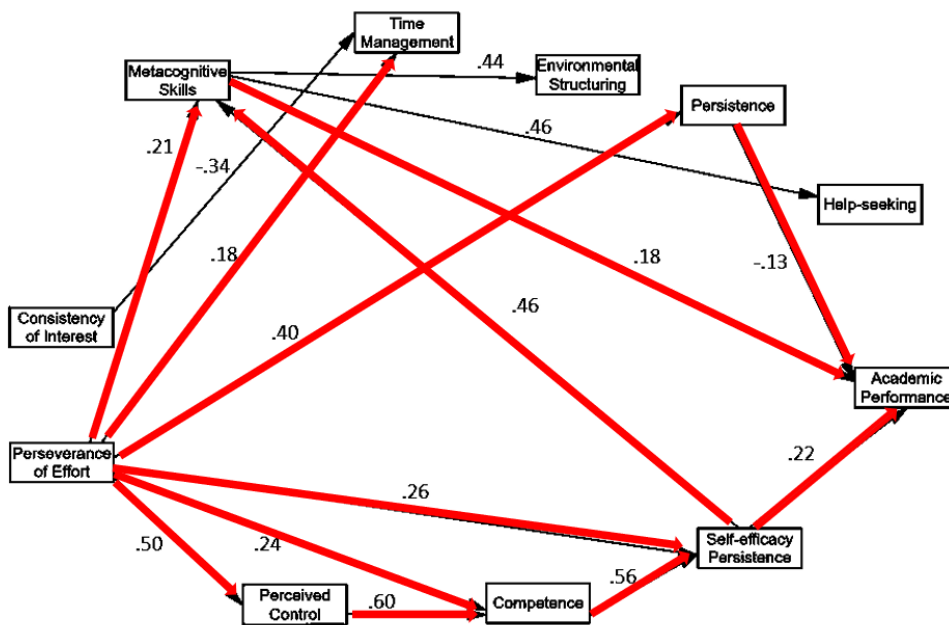 Time
Management
.44
Environmental
Structuring
Metacognitive
Skills
Persistence
.46
.21
-.34
Help-seeking
.18
.18
-.13
Consistency
of Interest
.40
.46
Academic
Performance
Perseverance
of Effort
.22
.26
.50
.24
Self-efficacy
Persistence
.56
Perceived
Control
.60
Competence